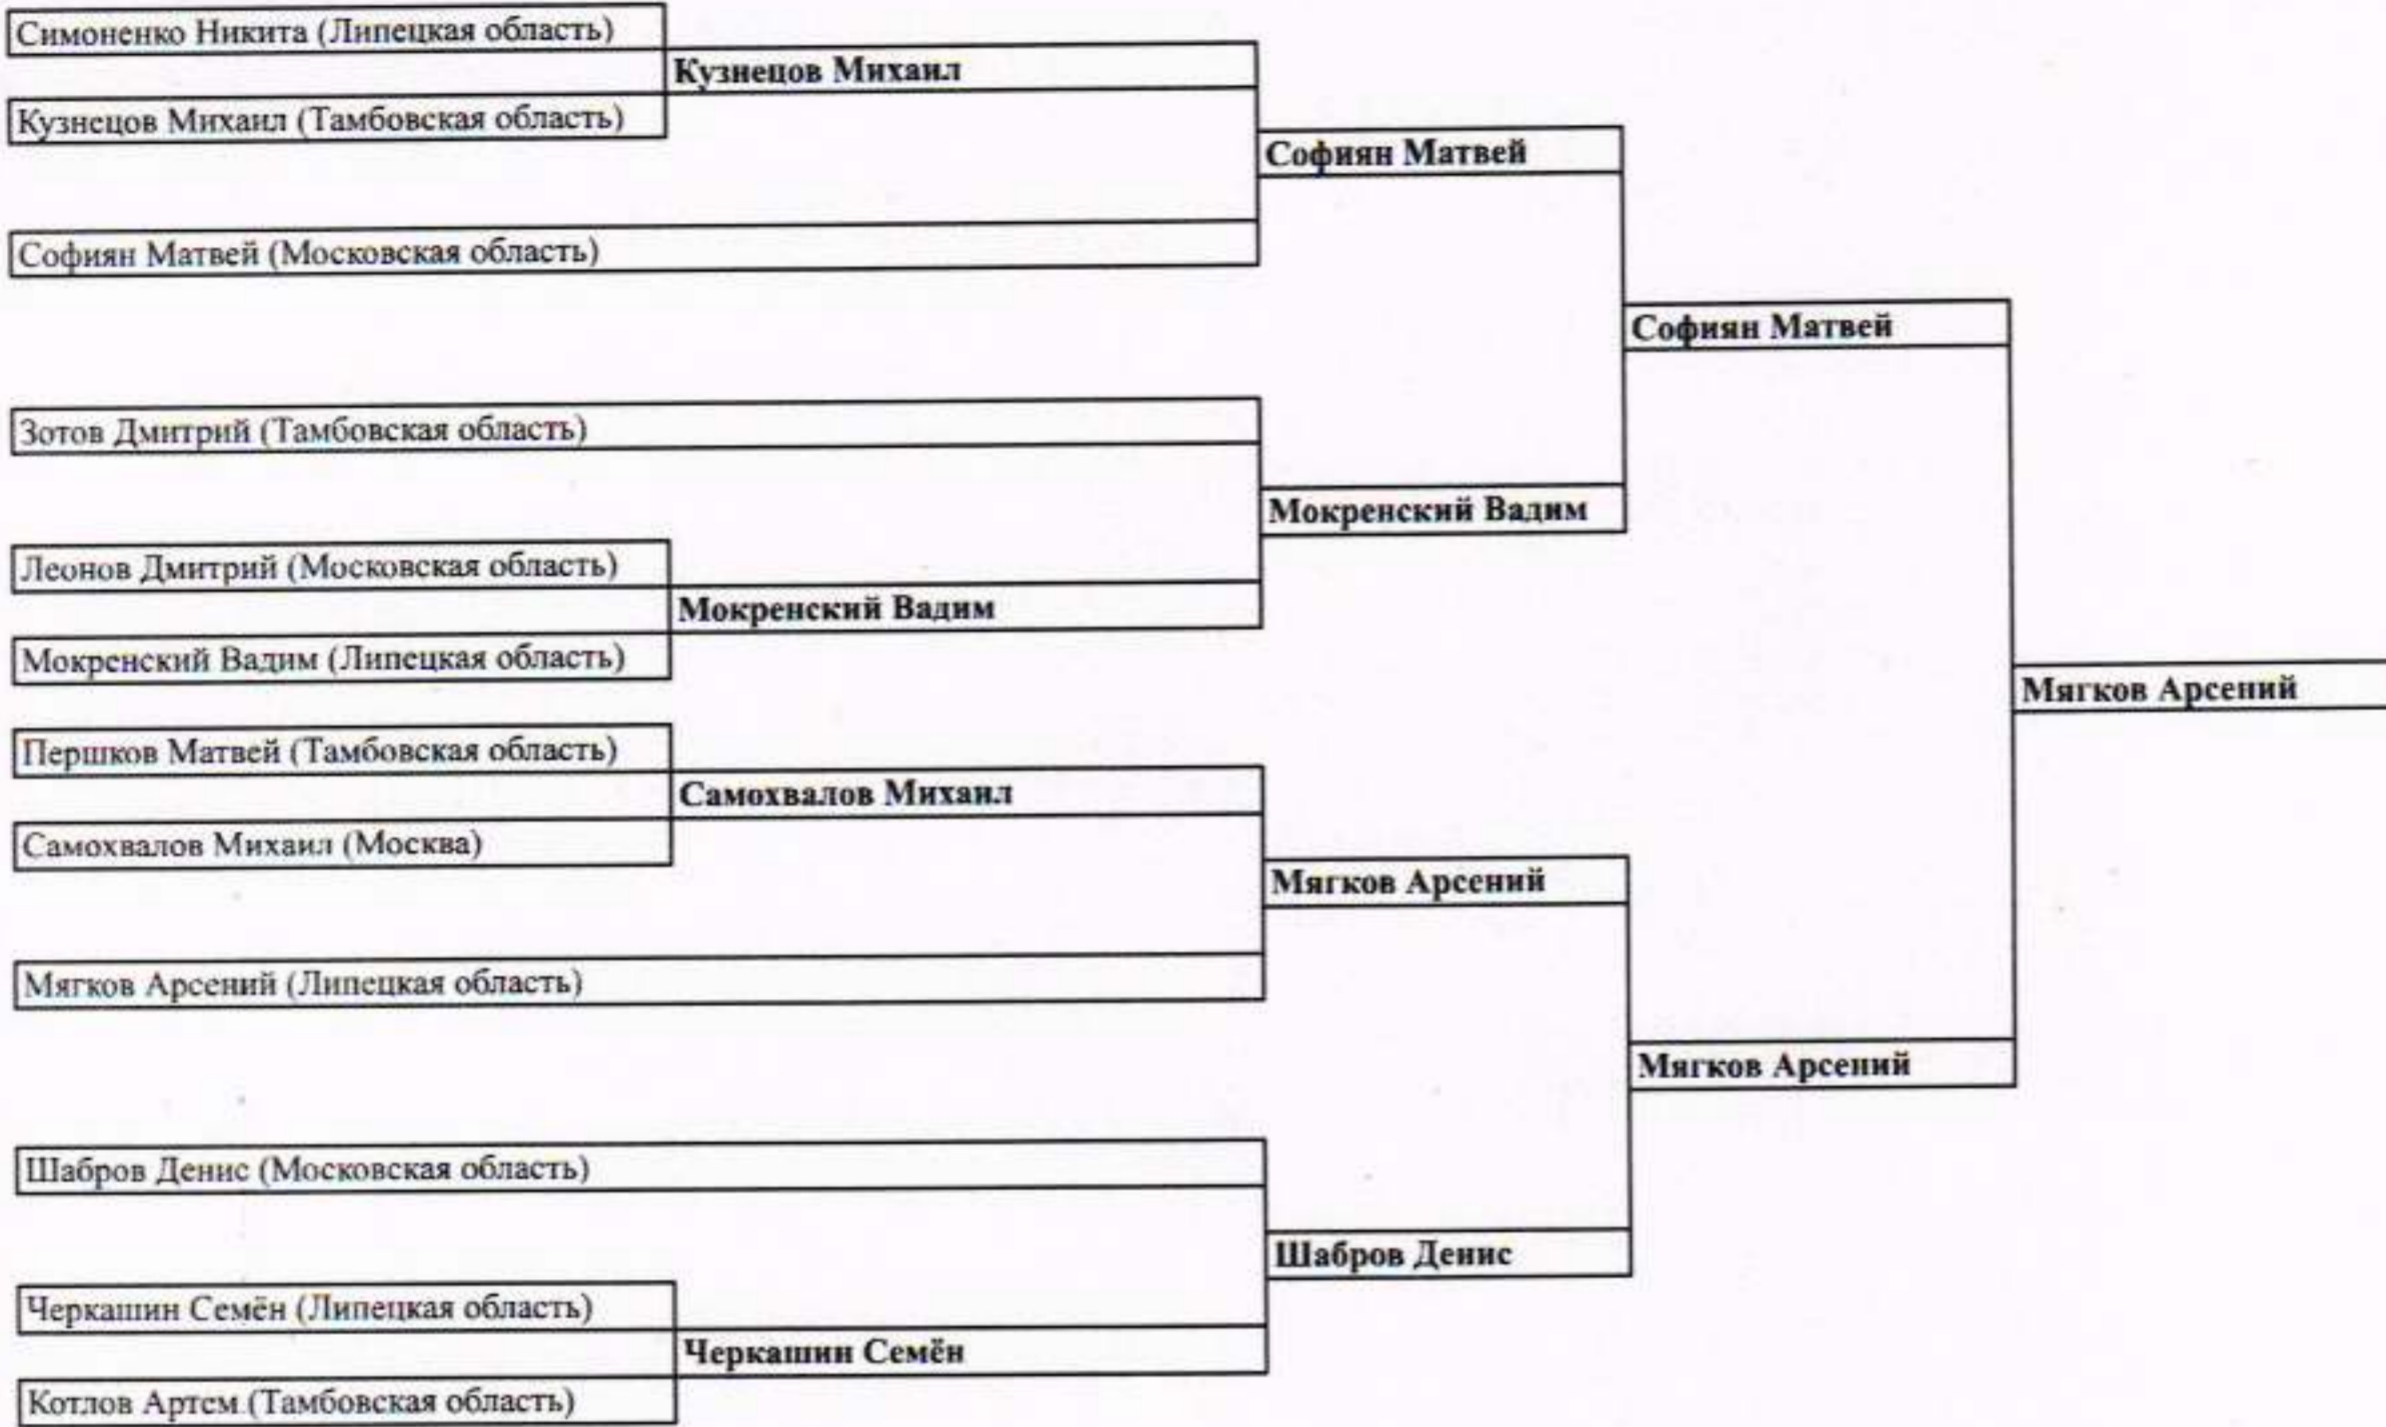 Симоненко Никита (Липецкая область)
Кузнецов Михаил
Кузнецов Михаил (Тамбовская область)
Софиян Матвей
Софиян Матвей (Московская область)
Софиян Матвей
Зотов Дмитрий (Тамбовская область)
Мокренский Вадим
Леонов Дмитрий (Московская область)
Мокренский Вадим
Мокренский Вадим (Липецкая область)
Мягков Арсений
Першков Матвей (Тамбовская область)
Самохвалов Михаил
Самохвалов Михаил (Москва)
Мягков Арсений
Мягков Арсений (Липецкая область)
Мягков Арсений
Шабров Денис (Московская область)
Шабров Денис
Черкашин Семён (Липецкая область)
Черкашин Семён
Котлов Артем (Тамбовская область)